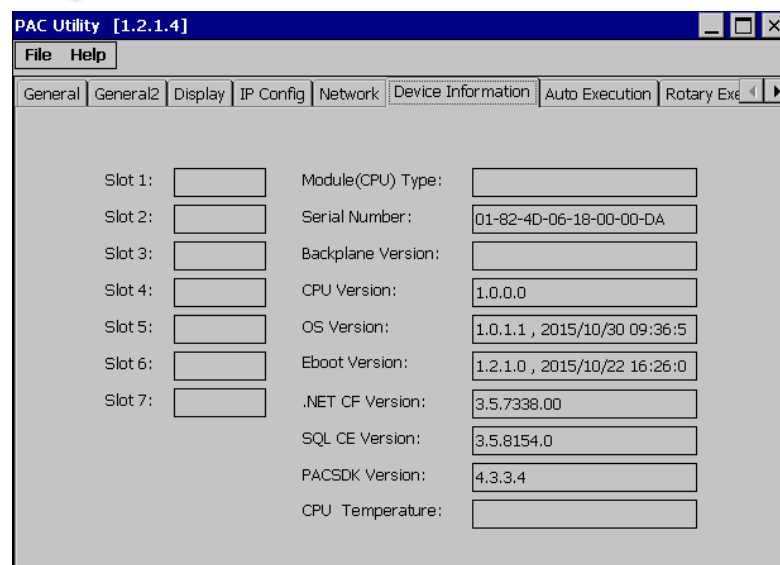 PAC Utility [1.2.1.4]
File Help
General General2 Display IP Config Network Device Information Auto Execution Rotary Exe
Slot 1: Module(CPU) Type:
Slot 2: Serial Number: 01-82-4D-06-18-00-00-DA
Slot 3: Backplane Version:
Slot 4: CPU Version: 1.0.0.0
Slot 5: OS Version: 1.0.1.1 , 2015/10/30 09:36:5
Slot 6: Eboot Version: 1.2.1.0 , 2015/10/22 16:26:0
Slot 7: .NET CF Version: 3.5.7338.00
SQL CE Version: 3.5.8154.0
PACSDK Version: 4.3.3.4
CPU Temperature: